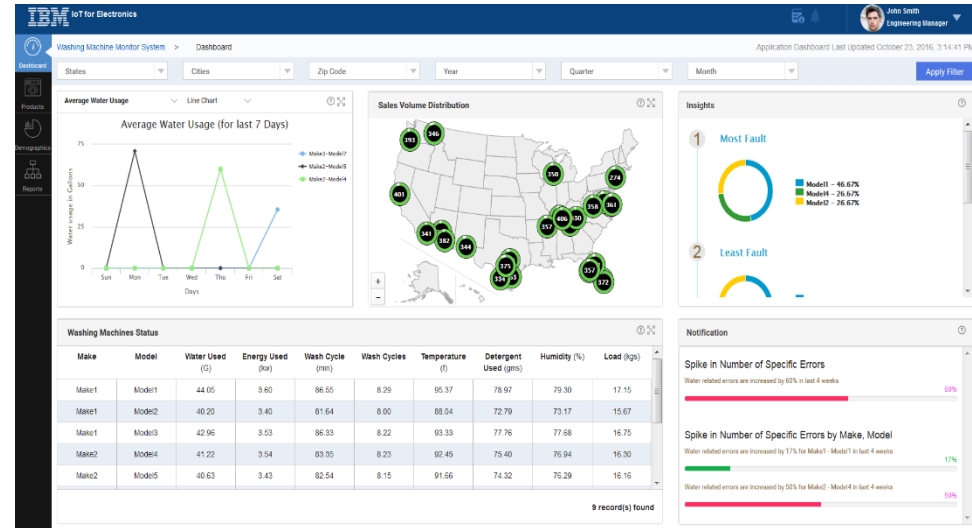 IBM IoT for Electronics
John Smith
Engineering Manager
Dashboard
Products
Demographics
Reports
Washing Machine Monitor System > Dashboard
Application Dashboard Last Updated October 23, 2016, 3:14:41 PM
States
Cities
Zip Code
Year
Quarter
Month
Apply Filter
Average Water Usage
Line Chart
Average Water Usage (for last 7 Days)
Water usage in Gallons
75
50
25
0
Sun Mon Tue Wed Thu Fri Sat
Days
Make3-Model7
Make2-Model5
Make2-Model4
Sales Volume Distribution
393
346
350
274
401
358
361
406
357
341
382
344
375
357
372
+
−
Insights
1 Most Fault
Model1 - 46.67%
Model4 - 26.67%
Model2 - 26.67%
2 Least Fault
Washing Machines Status
Make Model Water Used (G) Energy Used Wash Cycle (min) Wash Cycles Temperature (f) Detergent Used (gms) Humidity (%) Load (kgs)
Make1 Model1 44.05 3.60 86.55 8.29 95.37 78.97 79.30 17.15
Make1 Model2 40.20 3.40 81.64 8.00 88.04 72.79 73.17 15.67
Make1 Model3 42.96 3.53 86.33 8.22 93.33 77.76 77.68 16.75
Make2 Model4 41.22 3.54 83.35 8.23 92.45 75.40 76.94 16.30
Make2 Model5 40.63 3.43 82.54 8.15 91.66 74.32 76.29 16.16
9 record(s) found
Notification
Spike in Number of Specific Errors
Water related errors are increased by 60% in last 4 weeks
Spike in Number of Specific Errors by Make, Model
Water related errors are increased by 17% for Make1 - Model1 in last 4 weeks
17%
Water related errors are increased by 50% for Make2 - Model4 in last 4 weeks
50%